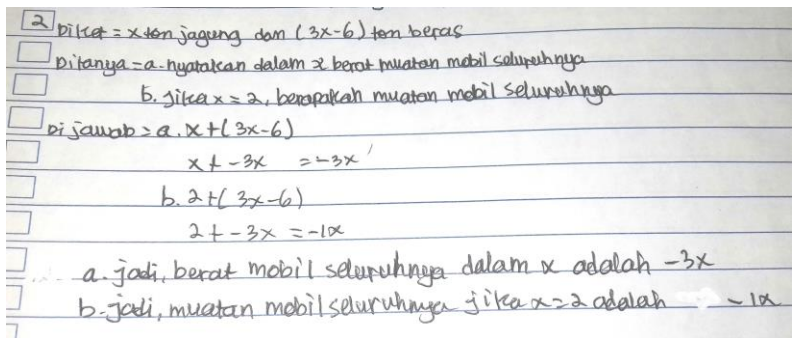 2 Diket = x ton jagung dan (3x-6) ton beras
Ditanya = a. nyatakan dalam x berat muatan mobil seluruhnya
b. jika x = 2, berapakah muatan mobil seluruhnya
Di jawab = a. x + (3x-6)
x + -3x = -3x
b. 2 + (3x-6)
2 + -3x = -1x
a. jadi, berat mobil seluruhnya dalam x adalah -3x
b. jadi, muatan mobil seluruhnya jika x = 2 adalah -1x